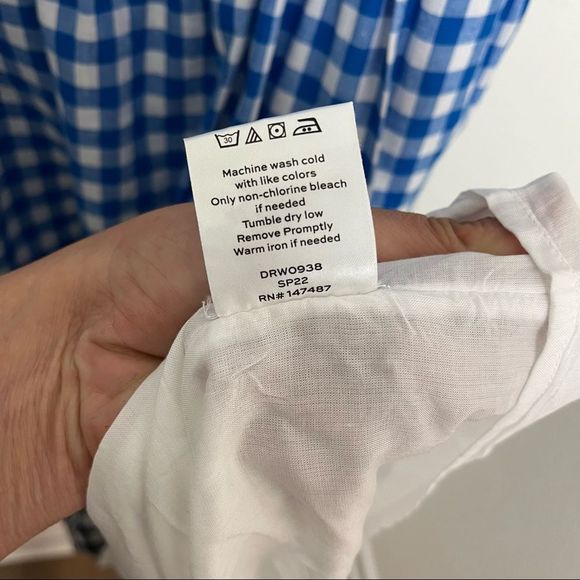 30
Machine wash cold
with like colors
Only non-chlorine bleach
if needed
Tumble dry low
Remove Promptly
Warm iron if needed
DRW0938
SP22
RN# 147487